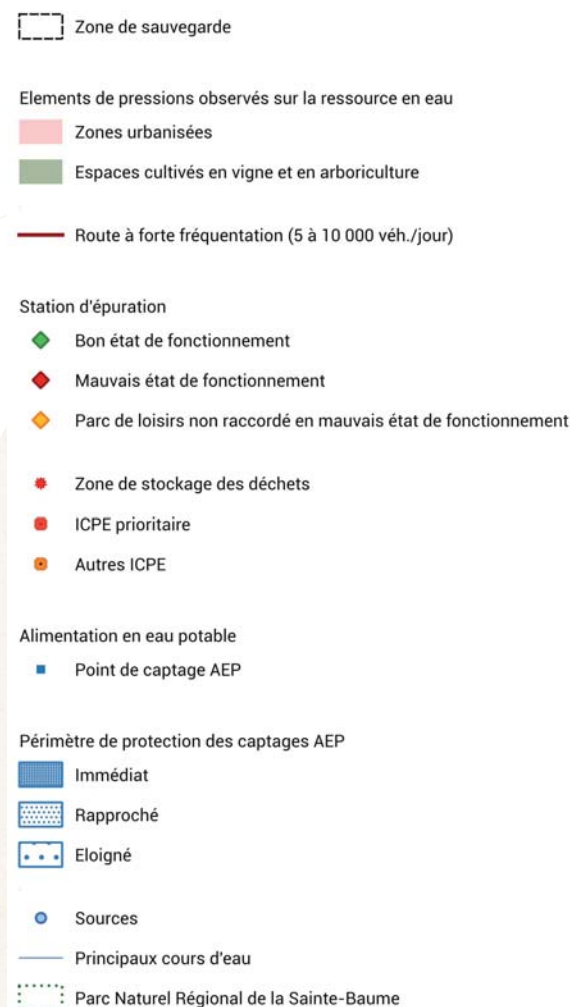 Zone de sauvegarde
Elements de pressions observés sur la ressource en eau
Zones urbanisées
Espaces cultivés en vigne et en arboriculture
Route à forte fréquentation (5 à 10 000 véh./jour)
Station d'épuration
Bon état de fonctionnement
Mauvais état de fonctionnement
Parc de loisirs non raccordé en mauvais état de fonctionnement
Zone de stockage des déchets
ICPE prioritaire
Autres ICPE
Alimentation en eau potable
Point de captage AEP
Périmètre de protection des captages AEP
Immédiat
Rapproché
Eloigné
Sources
Principaux cours d'eau
Parc Naturel Régional de la Sainte-Baume